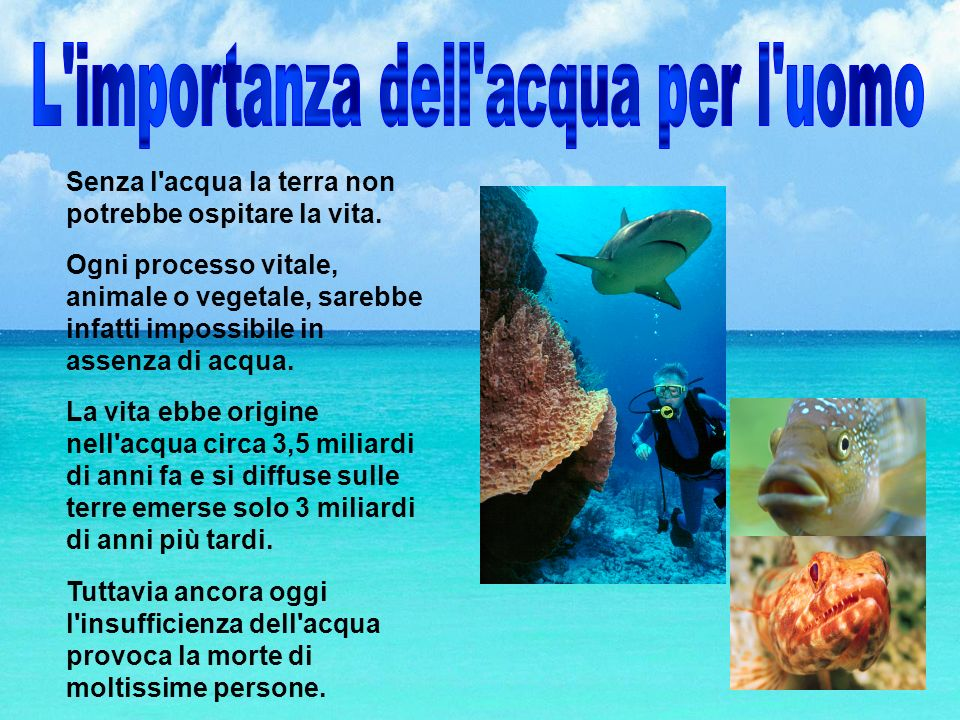 L'importanza dell'acqua per l'uomo
Senza l'acqua la terra non
potrebbe ospitare la vita.
Ogni processo vitale,
animale o vegetale, sarebbe
infatti impossibile in
assenza di acqua.
La vita ebbe origine
nell'acqua circa 3,5 miliardi
di anni fa e si diffuse sulle
terre emerse solo 3 miliardi
di anni più tardi.
Tuttavia ancora oggi
l'insufficienza dell'acqua
provoca la morte di
moltissime persone.